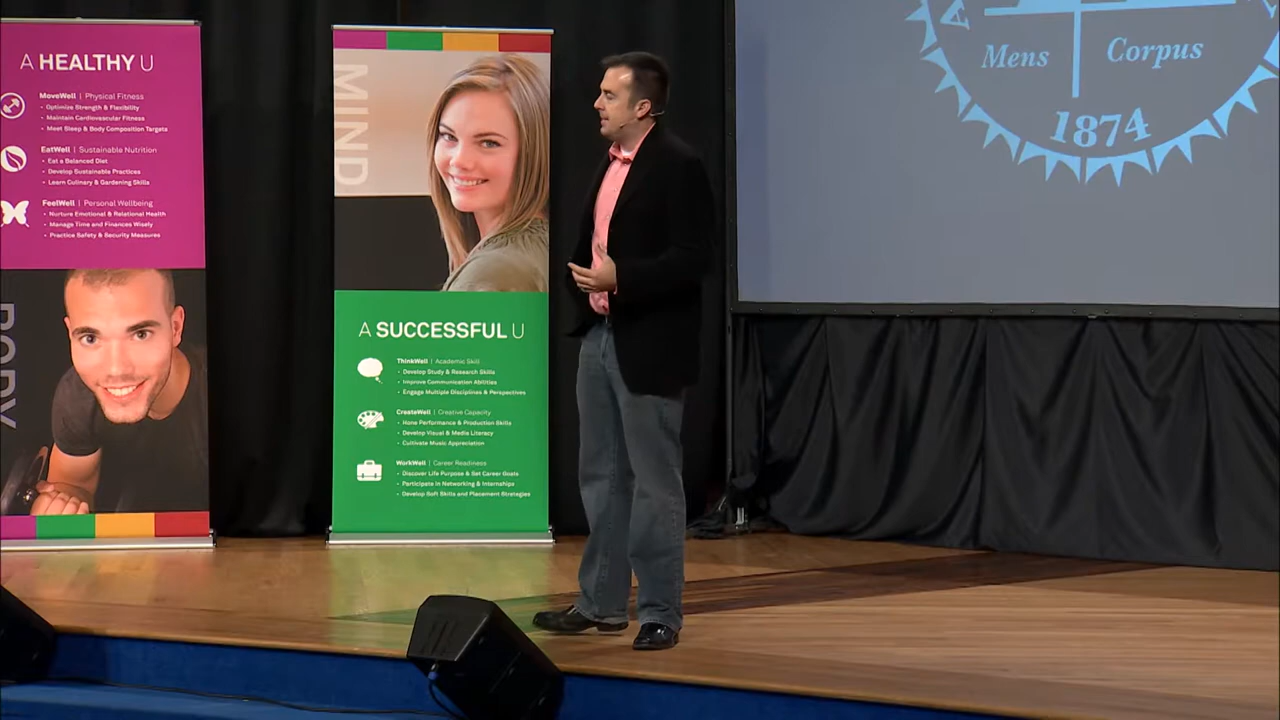 A HEALTHY U
MoveWell | Physical Fitness
• Optimize Strength & Flexibility
• Maintain Cardiovascular Fitness
• Meet Sleep & Body Composition Targets
EatWell | Sustainable Nutrition
• Eat a Balanced Diet
• Develop Sustainable Practices
• Learn Culinary & Gardening Skills
FeelWell | Personal Wellbeing
• Nurture Emotional & Relational Health
• Manage Time and Finances Wisely
• Practice Safety & Security Measures
BODY
MIND
A SUCCESSFUL U
ThinkWell | Academic Skill
• Develop Study & Research Skills
• Improve Communication Abilities
• Engage Multiple Disciplines & Perspectives
CreateWell | Creative Capacity
• Hone Performance & Production Skills
• Develop Visual & Media Literacy
• Cultivate Music Appreciation
WorkWell | Career Readiness
• Discover Life Purpose & Set Career Goals
• Participate in Networking & Internships
• Develop Soft Skills and Placement Strategies
Mens Corpus
1874